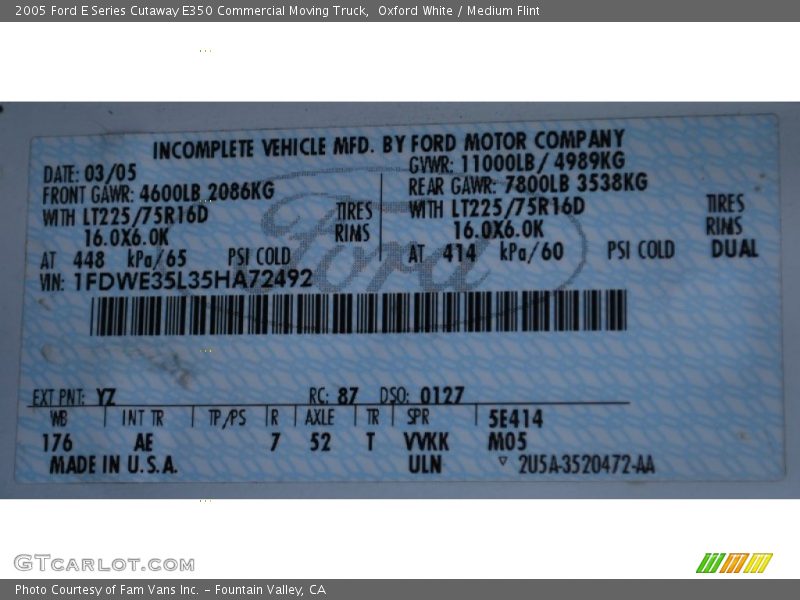 2005 Ford E Series Cutaway E350 Commercial Moving Truck,  Oxford White / Medium Flint
INCOMPLETE VEHICLE MFD. BY FORD MOTOR COMPANY
DATE: 03/05 GVWR: 11000LB/ 4989KG
FRONT GAWR: 4600LB 2086KG REAR GAWR: 7800LB 3538KG
WITH LT225/75R16D TIRES WITH LT225/75R16D TIRES
16.0X6.0K RIMS 16.0X6.0K RIMS
AT 448 kPa/65 PSI COLD AT 414 kPa/60 PSI COLD DUAL
VIN: 1FDWE35L35HA72492
Ford
EXT PNT: YZ RC: 87 DSO: 0127
WB INT TR TP/PS R AXLE TR SPR 5E414
176 AE 7 52 T VVKK M05
MADE IN U.S.A. ULN ▽ 2U5A-3520472-AA
GTCARLOT.COM
Photo Courtesy of Fam Vans Inc. - Fountain Valley, CA